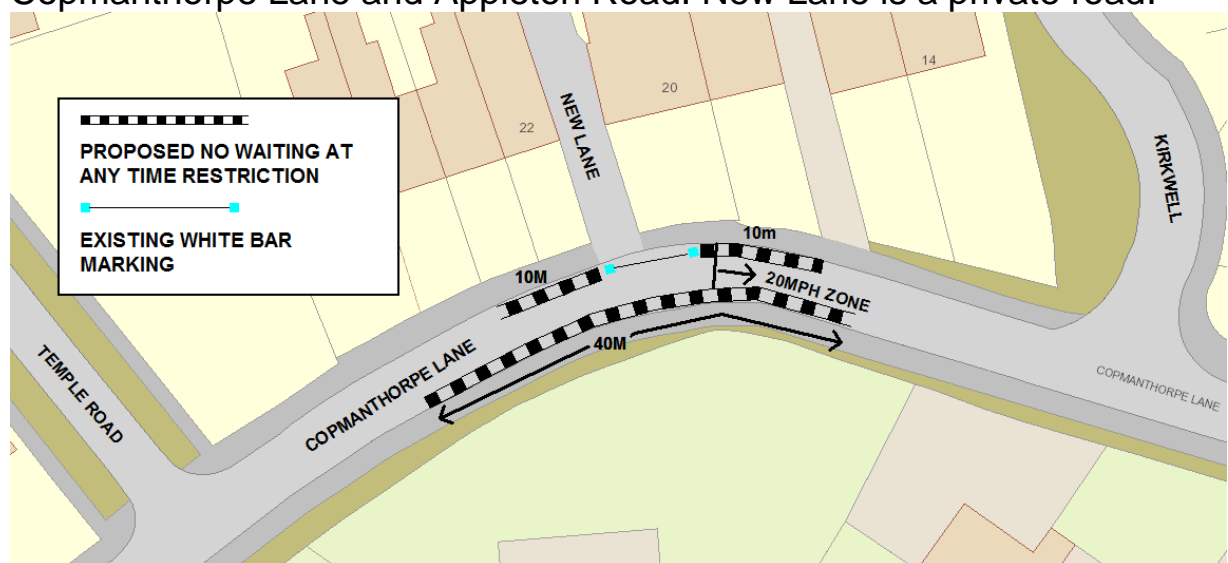 Copmanthorpe Lane and Appleton Road. New Lane is a private road.
PROPOSED NO WAITING AT
ANY TIME RESTRICTION
EXISTING WHITE BAR
MARKING
14
20
22
NEW LANE
KIRKWELL
10M
10m
20MPH ZONE
40M
TEMPLE ROAD
COPMANTHORPE LANE
COPMANTHORPE LANE